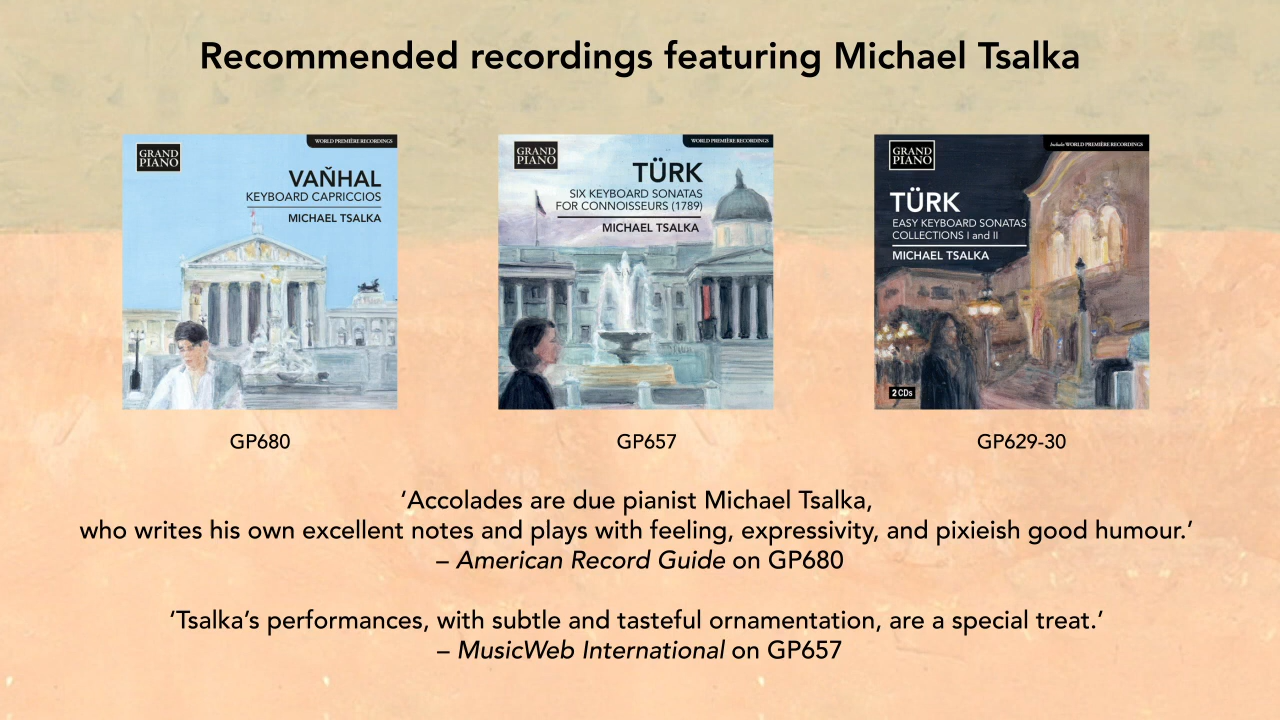 Recommended recordings featuring Michael Tsalka
WORLD PREMIÈRE RECORDINGS
GRAND
PIANO
VAŇHAL
KEYBOARD CAPRICCIOS
MICHAEL TSALKA
WORLD PREMIÈRE RECORDINGS
GRAND
PIANO
TÜRK
SIX KEYBOARD SONATAS
FOR CONNOISSEURS (1789)
MICHAEL TSALKA
Includes WORLD PREMIÈRE RECORDINGS
GRAND
PIANO
TÜRK
EASY KEYBOARD SONATAS
COLLECTIONS I and II
MICHAEL TSALKA
2 CDs
GP680
GP657
GP629-30
‘Accolades are due pianist Michael Tsalka,
who writes his own excellent notes and plays with feeling, expressivity, and pixieish good humour.’
– American Record Guide on GP680
‘Tsalka’s performances, with subtle and tasteful ornamentation, are a special treat.’
– MusicWeb International on GP657